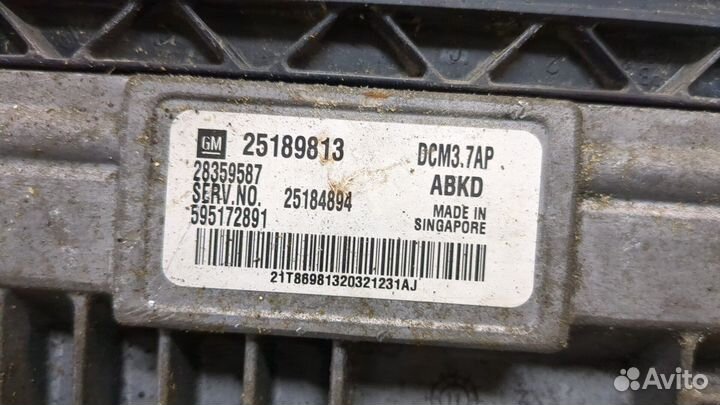 GM 25189813 DCM3.7AP
28359587
SERV.NO. 25184894 ABKD
595172891 MADE IN
SINGAPORE
21T86981320321231AJ
Avito